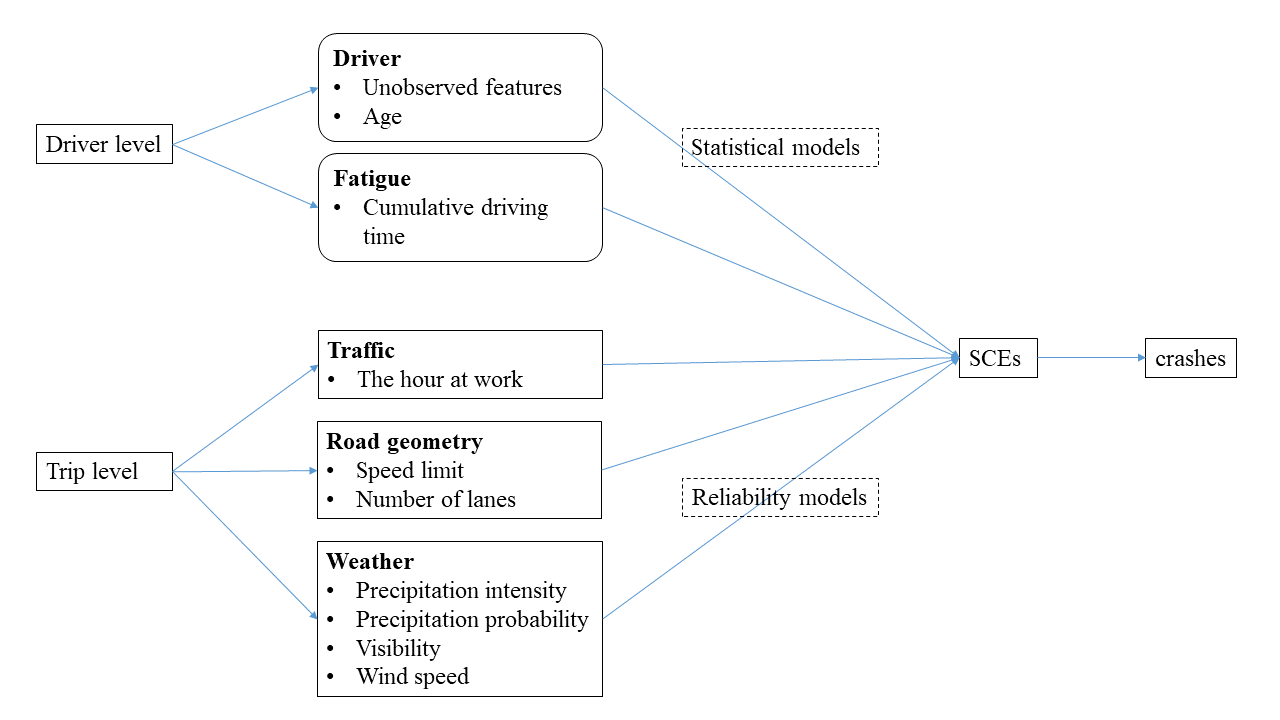 Driver level
Driver
• Unobserved features
• Age
Fatigue
• Cumulative driving
time
Statistical models
Trip level
Traffic
• The hour at work
Road geometry
• Speed limit
• Number of lanes
Weather
• Precipitation intensity
• Precipitation probability
• Visibility
• Wind speed
Reliability models
SCEs
crashes